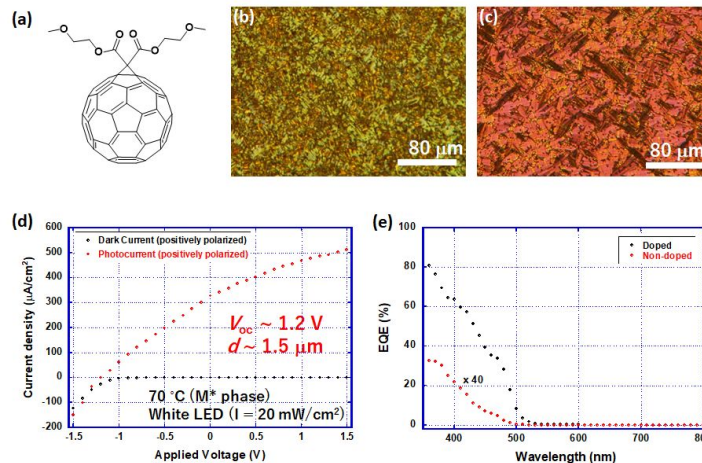 (a)
O
O
O
O
O
O
(b)
80 μm
(c)
80 μm
(d)
600
500
400
300
200
100
0
-100
-200
-1.5
-1
-0.5
0
0.5
1
1.5
Current density (μA/cm²)
Applied Voltage (V)
Dark Current (positively polarized)
Photocurrent (positively polarized)
Voc ~ 1.2 V
d ~ 1.5 μm
70 °C (M* phase)
White LED (I = 20 mW/cm²)
(e)
100
80
60
40
20
0
400
500
600
700
800
EQE (%)
Wavelength (nm)
Doped
Non-doped
x 40